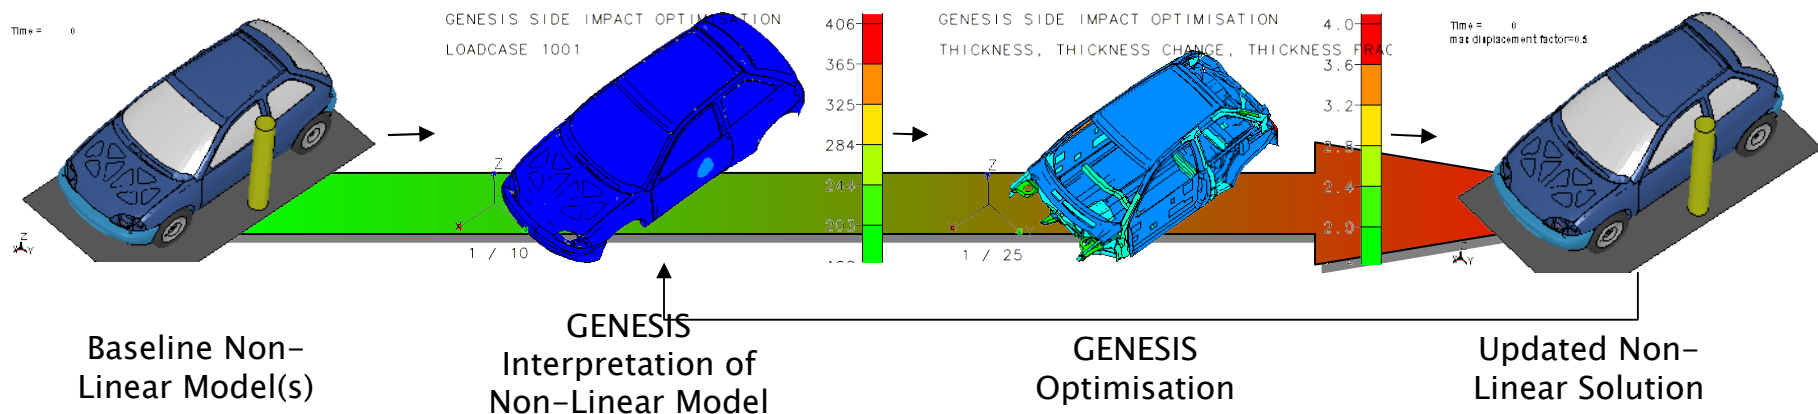 Time = 0
GENESIS SIDE IMPACT OPTIMISATION
LOADCASE 1001
406
365
325
284
244
203
Z
1 / 10
GENESIS SIDE IMPACT OPTIMISATION
THICKNESS, THICKNESS CHANGE, THICKNESS FRAC
4.0
3.6
3.2
2.8
2.4
2.0
Z
1 / 25
Time = 0
max displacement factor=0.5
Z
X Y
Z
X Y
Baseline Non-
Linear Model(s)
GENESIS
Interpretation of
Non-Linear Model
GENESIS
Optimisation
Updated Non-
Linear Solution